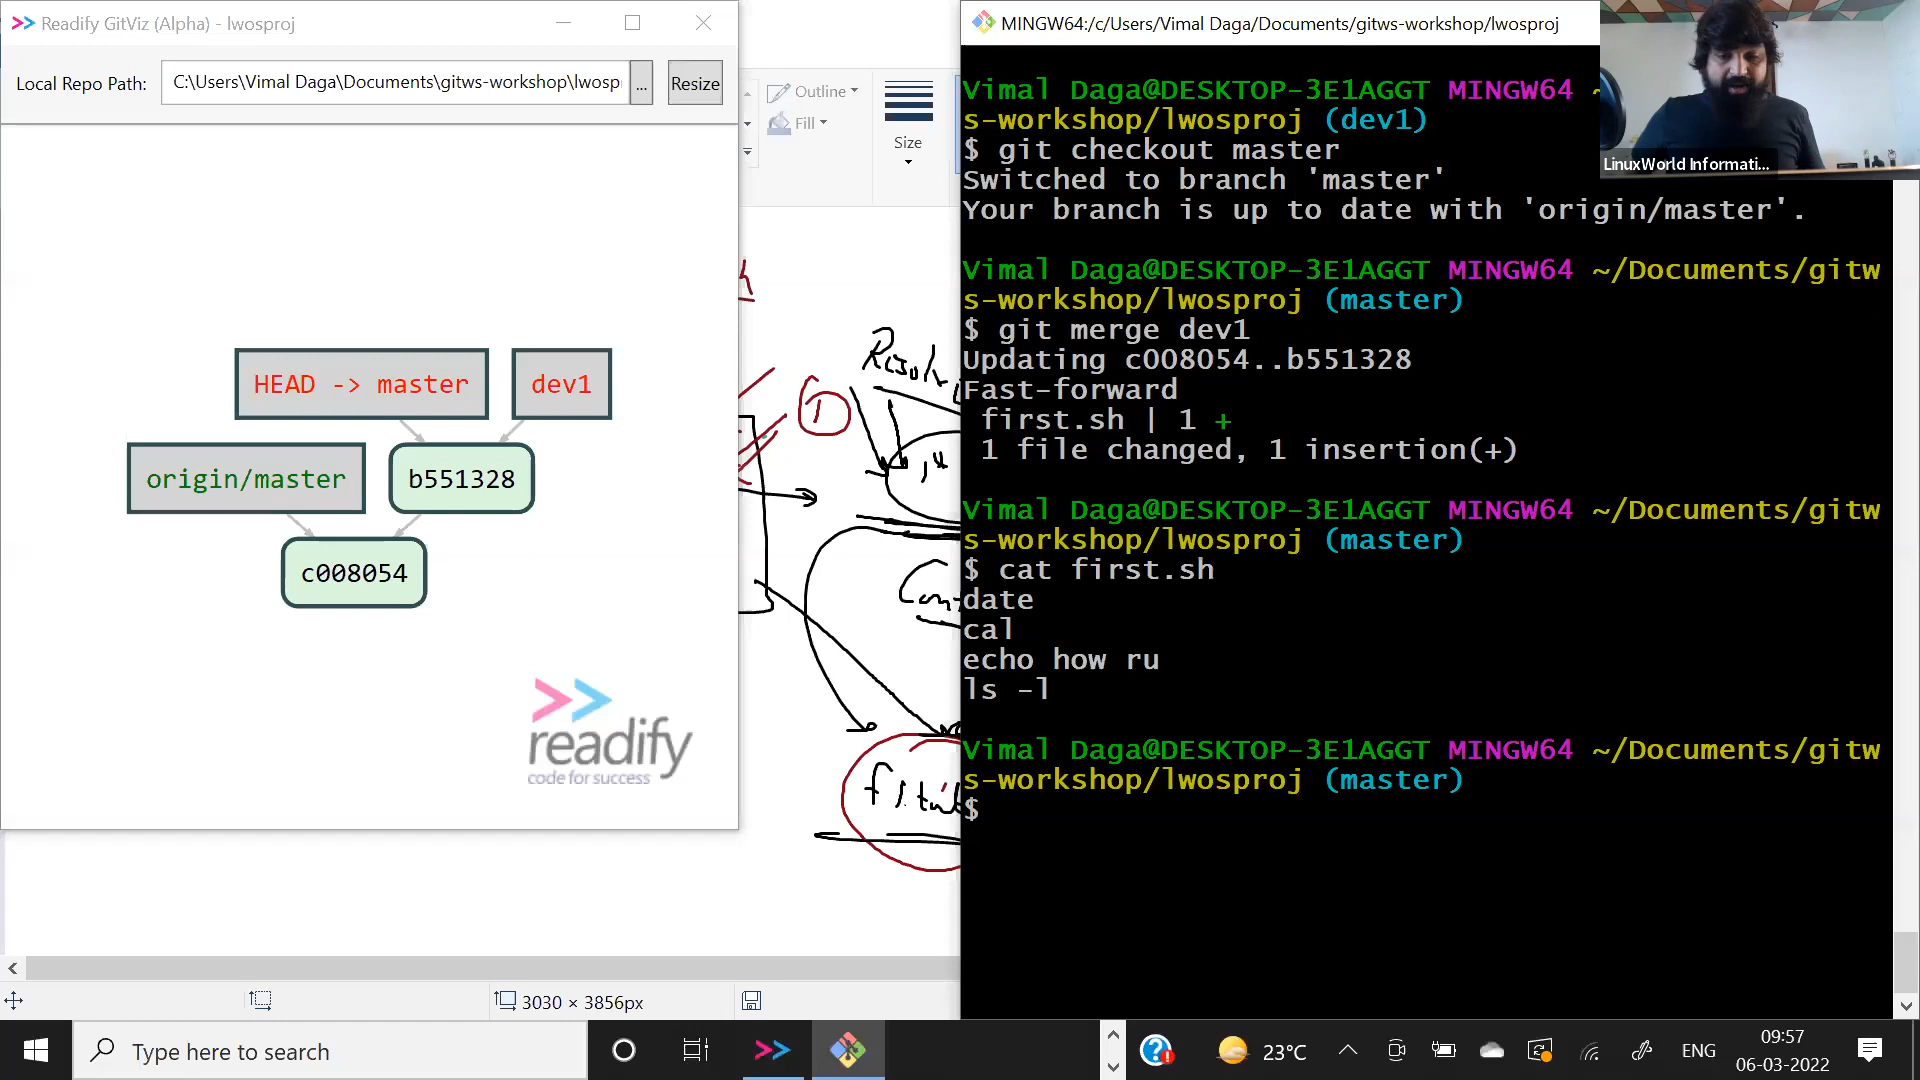 Readify GitViz (Alpha) - lwosproj
Local Repo Path:
C:\Users\Vimal Daga\Documents\gitws-workshop\lwosp
...
Resize
HEAD -> master
dev1
origin/master
b551328
c008054
readify
code for success
Outline
Fill
Size
1
3030 × 3856px
MINGW64:/c/Users/Vimal Daga/Documents/gitws-workshop/lwosproj
Vimal Daga@DESKTOP-3E1AGGT MINGW64 ~
s-workshop/lwosproj (dev1)
$ git checkout master
Switched to branch 'master'
Your branch is up to date with 'origin/master'.
Vimal Daga@DESKTOP-3E1AGGT MINGW64 ~/Documents/gitw
s-workshop/lwosproj (master)
$ git merge dev1
Updating c008054..b551328
Fast-forward
first.sh | 1 +
1 file changed, 1 insertion(+)
Vimal Daga@DESKTOP-3E1AGGT MINGW64 ~/Documents/gitw
s-workshop/lwosproj (master)
$ cat first.sh
date
cal
echo how ru
ls -l
Vimal Daga@DESKTOP-3E1AGGT MINGW64 ~/Documents/gitw
s-workshop/lwosproj (master)
$
LinuxWorld Informati...
Type here to search
23°C
ENG
09:57
06-03-2022